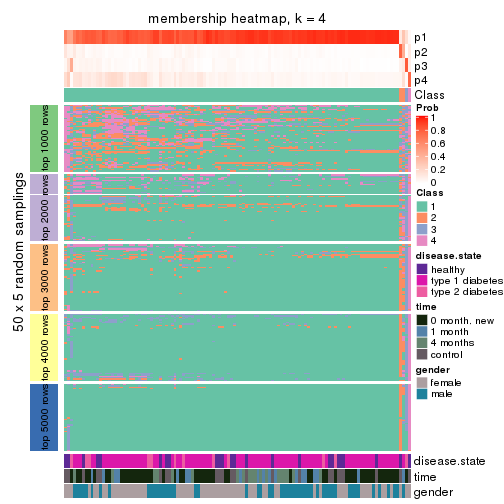 membership heatmap, k = 4
p1
p2
p3
p4
Class
50 x 5 random samplings
top 1000 rows
rows
top 2000 rows
top 3000 rows
top 4000 rows
top 5000 rows
Prob
1
0.8
0.6
0.4
0.2
0
Class
1
2
3
4
disease.state
healthy
type 1 diabetes
type 2 diabetes
time
0 month. new
1 month
4 months
control
gender
female
male
disease.state
time
gender